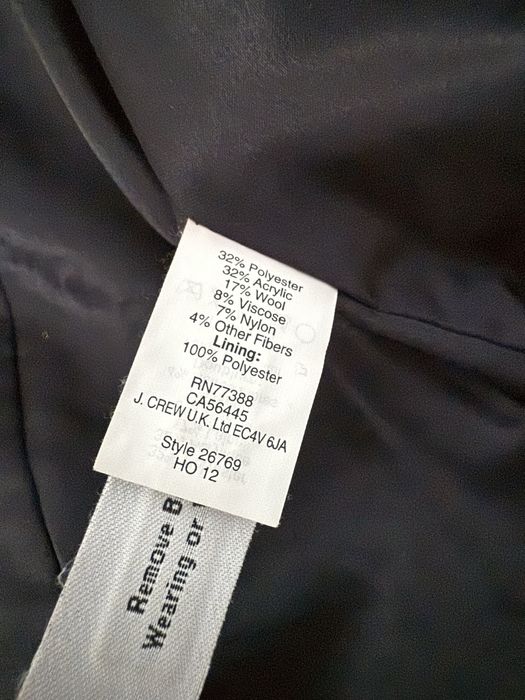 32% Polyester
32% Acrylic
17% Wool
8% Viscose
7% Nylon
4% Other Fibers
Lining:
100% Polyester
RN77388
CA56445
J. CREW U.K. Ltd EC4V 6JA
Style 26769
HO 12
Remove B
Wearing or